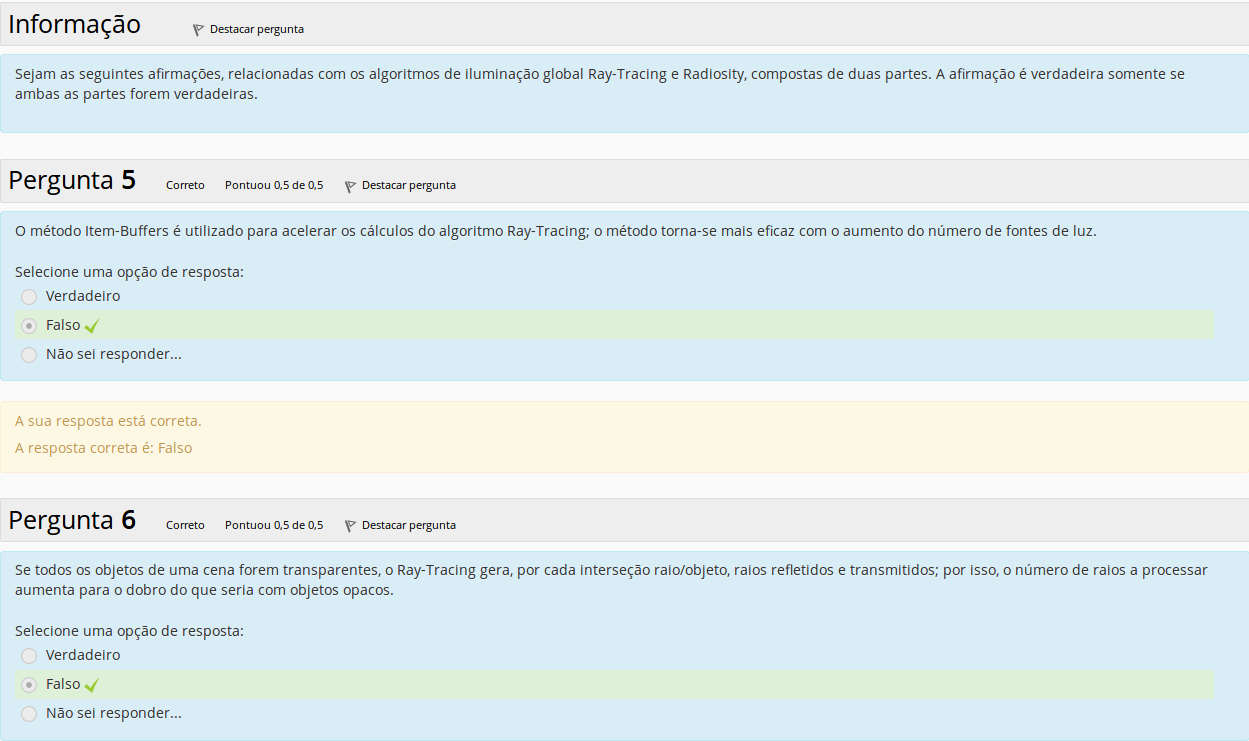 Informação
Destacar pergunta
Sejam as seguintes afirmações, relacionadas com os algoritmos de iluminação global Ray-Tracing e Radiosity, compostas de duas partes. A afirmação é verdadeira somente se
ambas as partes forem verdadeiras.
Pergunta 5
Correto
Pontuou 0,5 de 0,5
Destacar pergunta
O método Item-Buffers é utilizado para acelerar os cálculos do algoritmo Ray-Tracing; o método torna-se mais eficaz com o aumento do número de fontes de luz.
Selecione uma opção de resposta:
Verdadeiro
Falso
Não sei responder...
A sua resposta está correta.
A resposta correta é: Falso
Pergunta 6
Correto
Pontuou 0,5 de 0,5
Destacar pergunta
Se todos os objetos de uma cena forem transparentes, o Ray-Tracing gera, por cada interseção raio/objeto, raios refletidos e transmitidos; por isso, o número de raios a processar
aumenta para o dobro do que seria com objetos opacos.
Selecione uma opção de resposta:
Verdadeiro
Falso
Não sei responder...